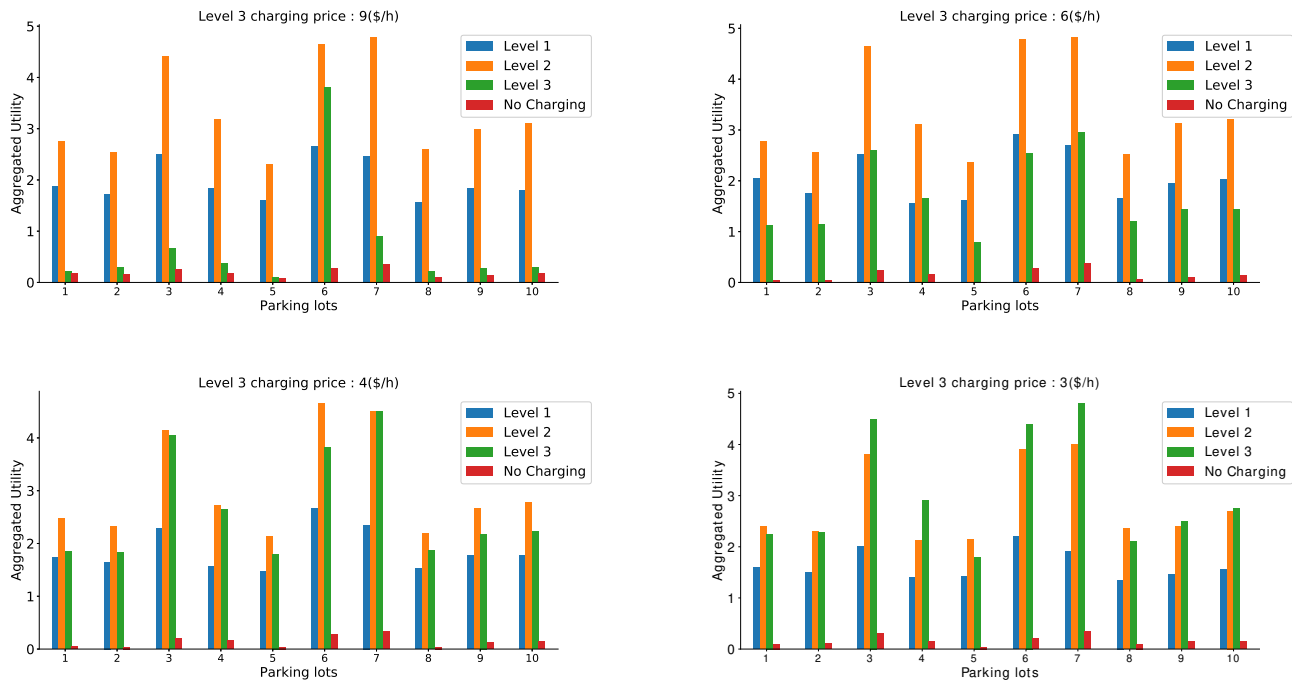 Level 3 charging price : 9($/h)
Aggregated Utility
5
4
3
2
1
0
Level 1
Level 2
Level 3
No Charging
1 2 3 4 5 6 7 8 9 10
Parking lots
Level 3 charging price : 6($/h)
Aggregated Utility
5
4
3
2
1
0
Level 1
Level 2
Level 3
No Charging
1 2 3 4 5 6 7 8 9 10
Parking lots
Level 3 charging price : 4($/h)
Aggregated Utility
4
3
2
1
0
Level 1
Level 2
Level 3
No Charging
1 2 3 4 5 6 7 8 9 10
Parking lots
Level 3 charging price : 3($/h)
Aggregated Utility
5
4
3
2
1
0
Level 1
Level 2
Level 3
No Charging
1 2 3 4 5 6 7 8 9 10
Parking lots